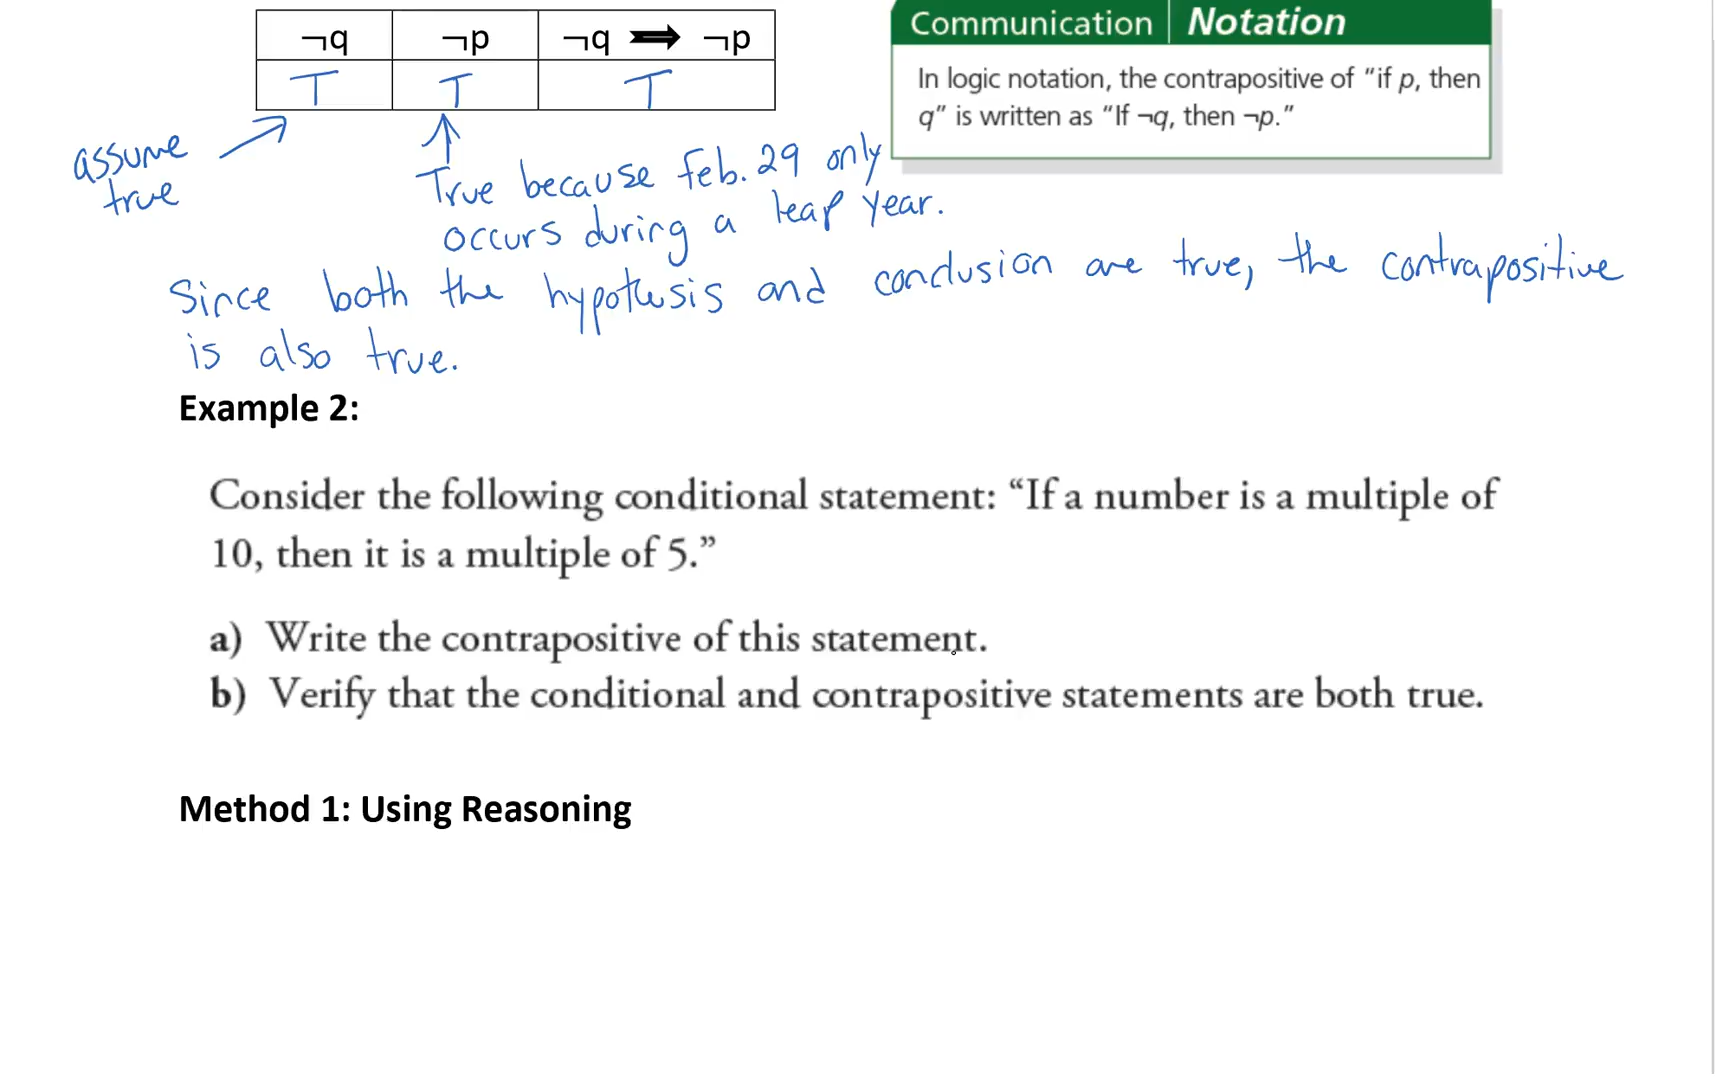 ¬q ¬p ¬q ➡ ¬p
T T T
Communication Notation
In logic notation, the contrapositive of "if p, then
q" is written as "If ¬q, then ¬p."
assume
true
True because Feb. 29 only
occurs during a leap year.
Since both the hypothesis and conclusion are true, the contrapositive
is also true.
Example 2:
Consider the following conditional statement: “If a number is a multiple of
10, then it is a multiple of 5.”
a) Write the contrapositive of this statement.
b) Verify that the conditional and contrapositive statements are both true.
Method 1: Using Reasoning